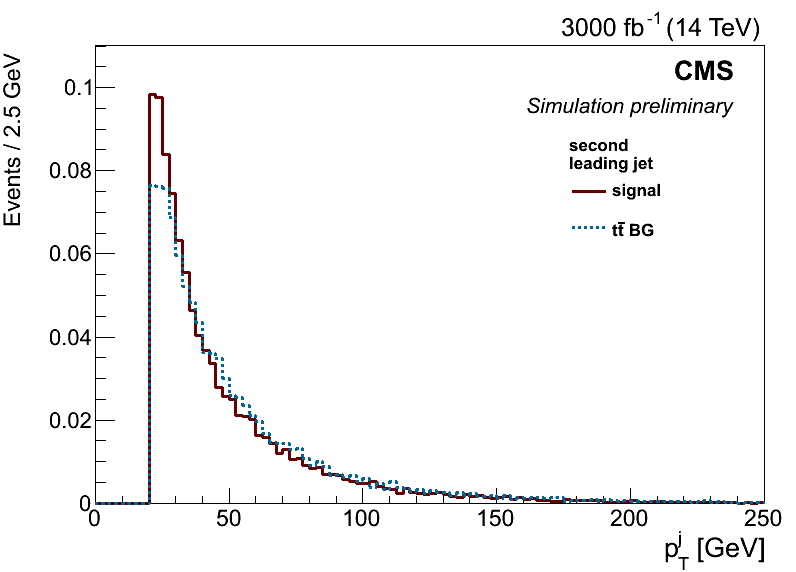 3000 fb⁻¹ (14 TeV)
CMS
Simulation preliminary
second
leading jet
signal
tt̄ BG
Events / 2.5 GeV
0.1
0.08
0.06
0.04
0.02
0
0 50 100 150 200 250
p_T^j [GeV]